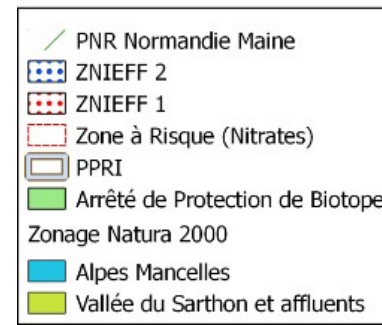 PNR Normandie Maine
ZNIEFF 2
ZNIEFF 1
Zone à Risque (Nitrates)
PPRI
Arrêté de Protection de Biotope
Zonage Natura 2000
Alpes Mancelles
Vallée du Sarthon et affluents